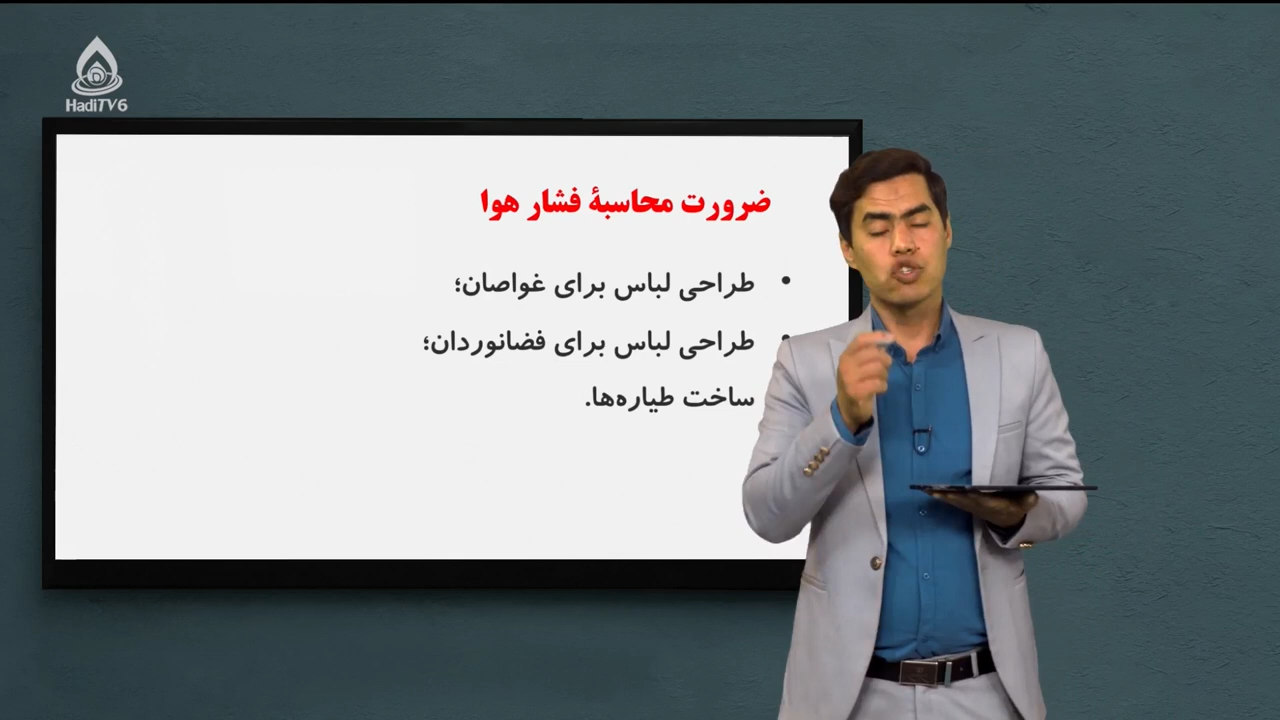 HadiTV6
ضرورت محاسبهٔ فشار هوا
• طراحی لباس برای غواصان؛
• طراحی لباس برای فضانوردان؛
ساخت طیاره‌ها.